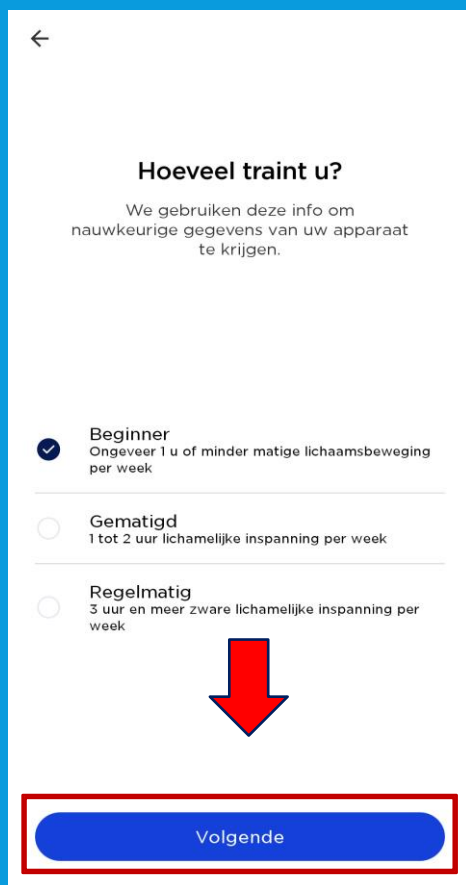 Hoeveel traint u?
We gebruiken deze info om
nauwkeurige gegevens van uw apparaat
te krijgen.
Beginner
Ongeveer 1 u of minder matige lichaamsbeweging
per week
Gematigd
1 tot 2 uur lichamelijke inspanning per week
Regelmatig
3 uur en meer zware lichamelijke inspanning per
week
Volgende